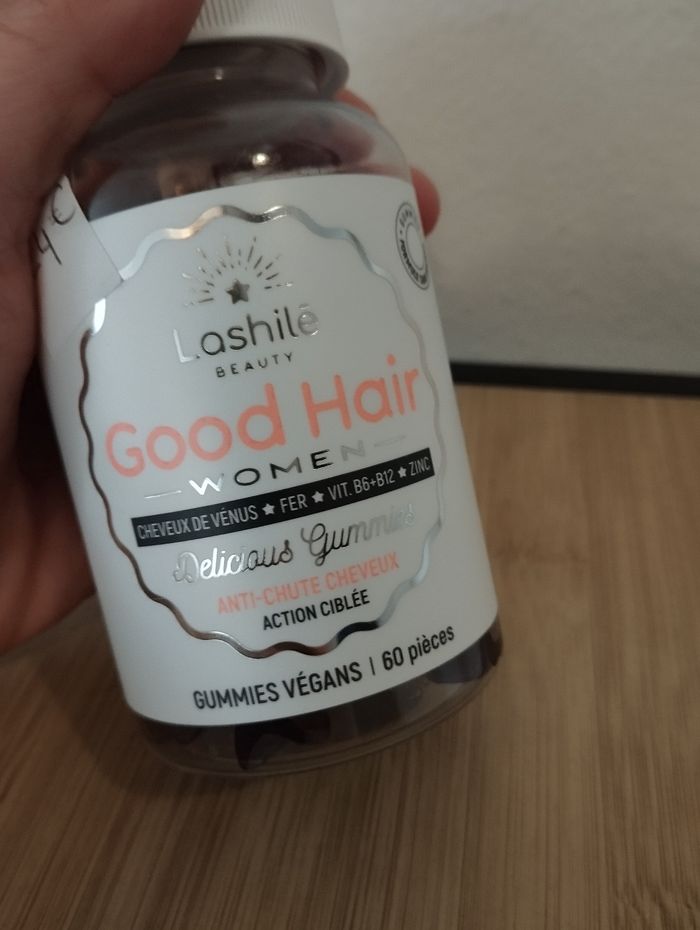 Lashilé
BEAUTY
Good Hair
WOMEN
CHEVEUX DE VÉNUS ★ FER ★ VIT. B6+B12 ★ ZINC
Delicious Gummies
ANTI-CHUTE CHEVEUX
ACTION CIBLÉE
GUMMIES VÉGANS | 60 pièces